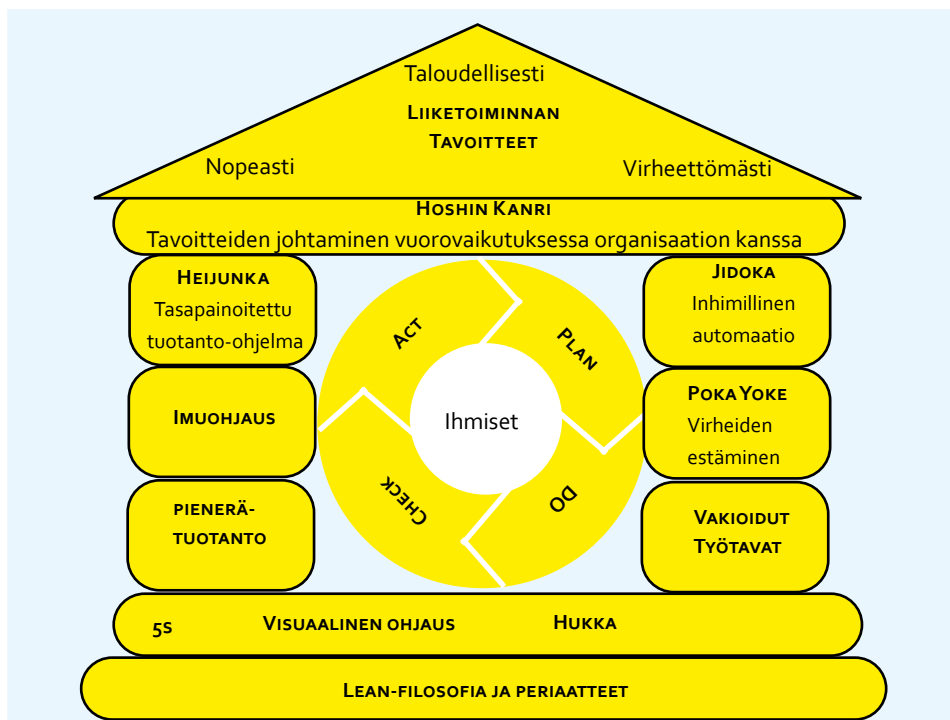 Taloudellisesti
LIIKETOIMINNAN
TAVOITTEET
Nopeasti
Virheettömästi
HOSHIN KANRI
Tavoitteiden johtaminen vuorovaikutuksessa organisaation kanssa
HEIJUNKA
Tasapainoitettu
tuotanto-ohjelma
IMUOHJAUS
PIENERÄ-
TUOTANTO
ACT
PLAN
Ihmiset
CHECK
DO
JIDOKA
Inhimillinen
automaatio
POKA YOKE
Virheiden
estäminen
VAKIOIDUT
TYÖTAVAT
5S VISUAALINEN OHJAUS HUKKA
LEAN-FILOSOFIA JA PERIAATTEET